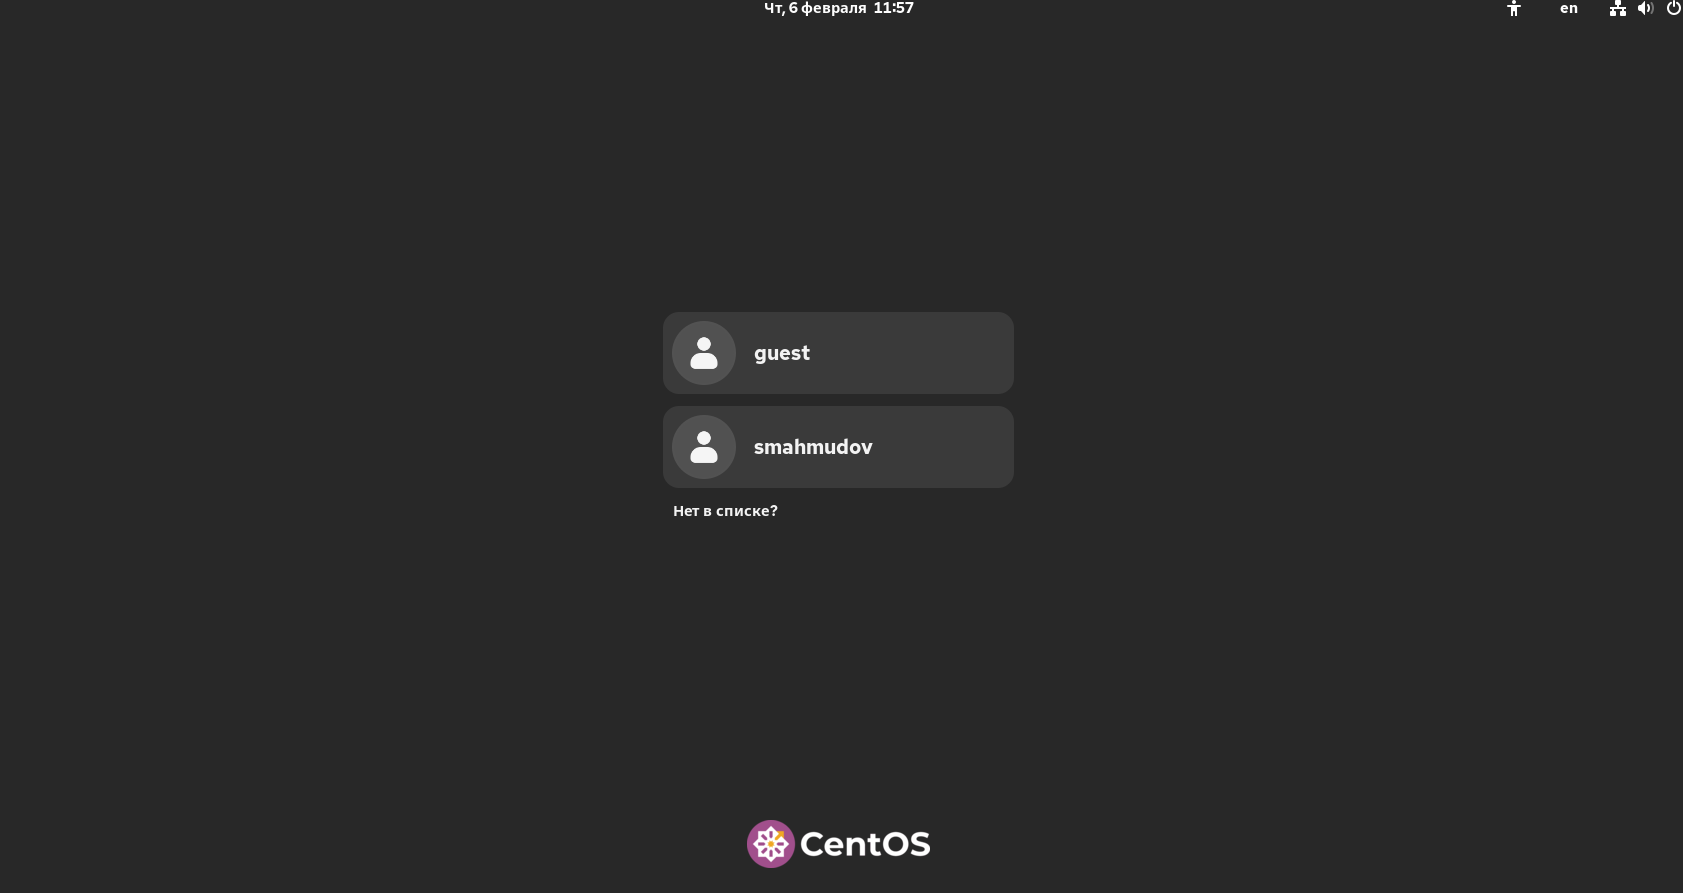 Чт, 6 февраля 11:57
en
guest
smahmudov
Нет в списке?
CentOS